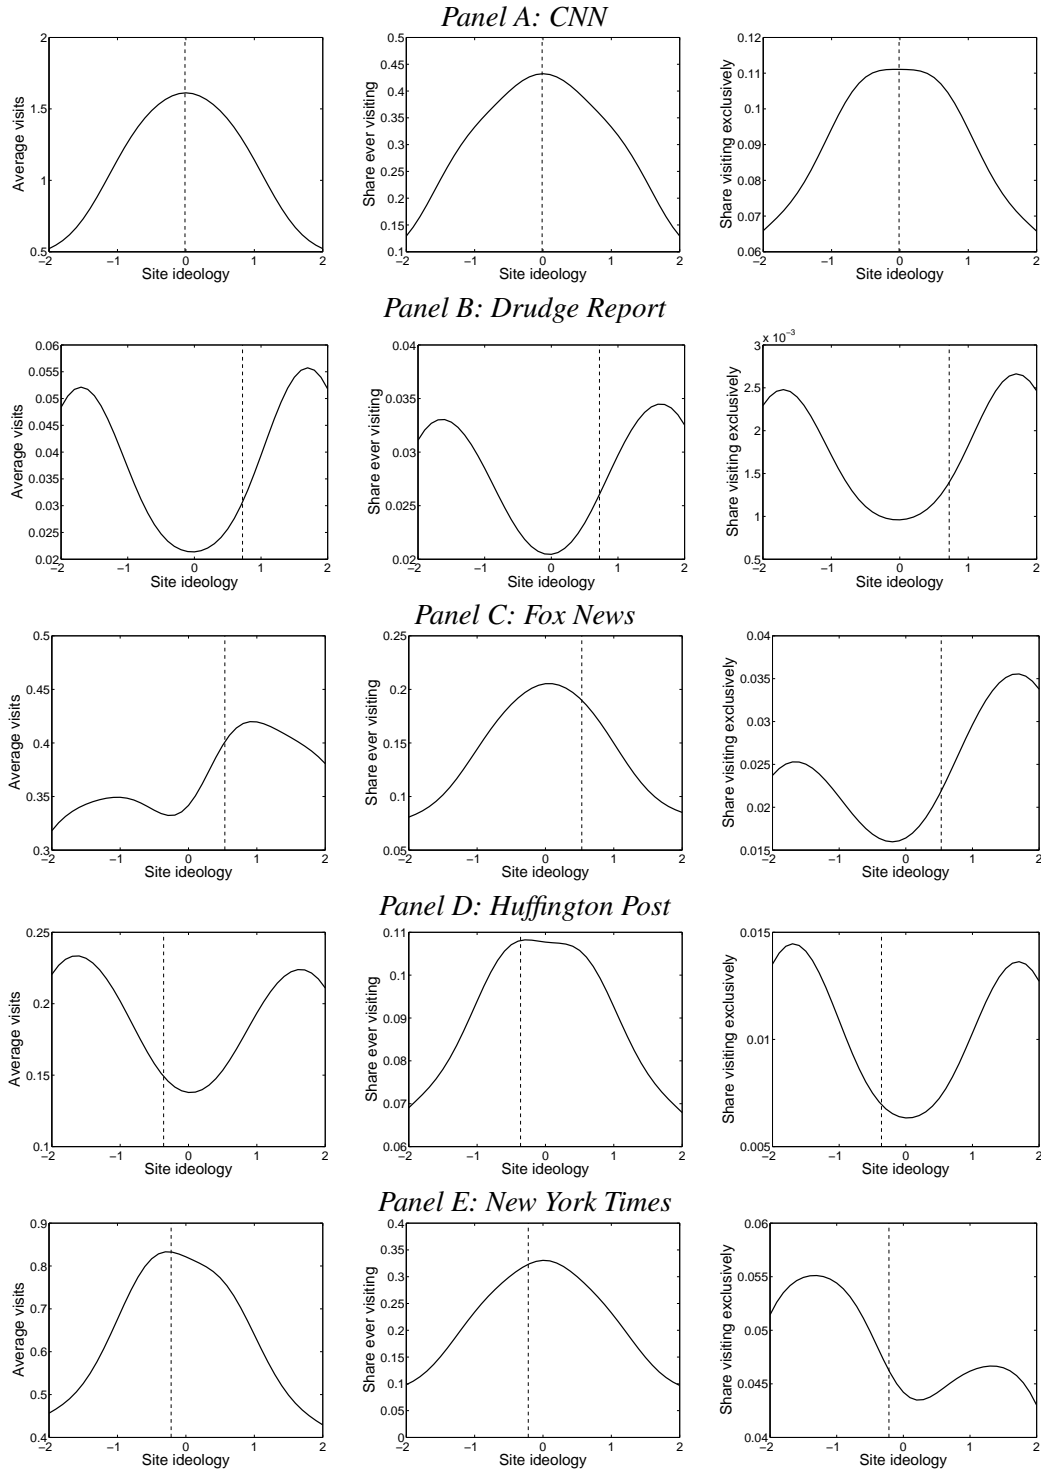 Panel A: CNN
2
1.5
1
0.5
−2 −1 0 1 2
Average visits
Site ideology
0.5
0.45
0.4
0.35
0.3
0.25
0.2
0.15
0.1
−2 −1 0 1 2
Share ever visiting
Site ideology
0.12
0.11
0.1
0.09
0.08
0.07
0.06
−2 −1 0 1 2
Share visiting exclusively
Site ideology
Panel B: Drudge Report
0.06
0.055
0.05
0.045
0.04
0.035
0.03
0.025
0.02
−2 −1 0 1 2
Average visits
Site ideology
0.04
0.035
0.03
0.025
0.02
−2 −1 0 1 2
Share ever visiting
Site ideology
x 10⁻³
3
2.5
2
1.5
1
0.5
−2 −1 0 1 2
Share visiting exclusively
Site ideology
Panel C: Fox News
0.5
0.45
0.4
0.35
0.3
−2 −1 0 1 2
Average visits
Site ideology
0.25
0.2
0.15
0.1
0.05
−2 −1 0 1 2
Share ever visiting
Site ideology
0.04
0.035
0.03
0.025
0.02
0.015
−2 −1 0 1 2
Share visiting exclusively
Site ideology
Panel D: Huffington Post
0.25
0.2
0.15
0.1
−2 −1 0 1 2
Average visits
Site ideology
0.11
0.1
0.09
0.08
0.07
0.06
−2 −1 0 1 2
Share ever visiting
Site ideology
0.015
0.01
0.005
−2 −1 0 1 2
Share visiting exclusively
Site ideology
Panel E: New York Times
0.9
0.8
0.7
0.6
0.5
0.4
−2 −1 0 1 2
Average visits
Site ideology
0.4
0.35
0.3
0.25
0.2
0.15
0.1
0.05
0
−2 −1 0 1 2
Share ever visiting
Site ideology
0.06
0.055
0.05
0.045
0.04
−2 −1 0 1 2
Share visiting exclusively
Site ideology